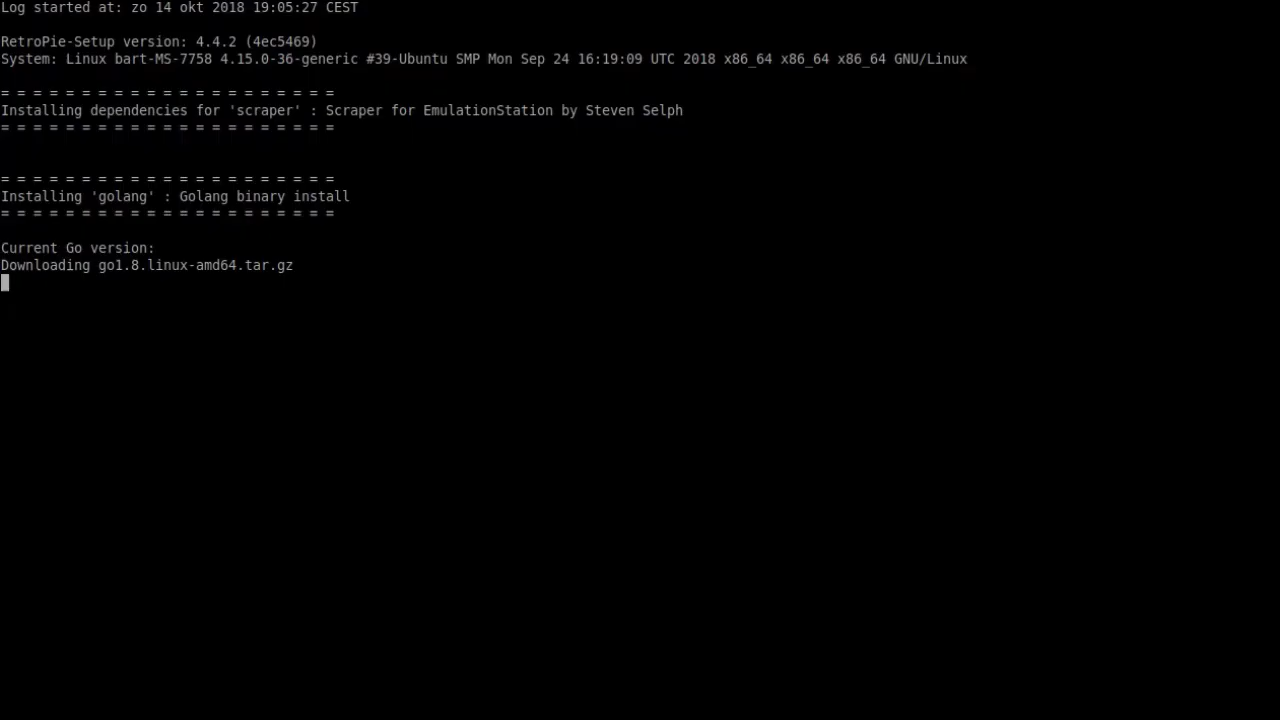 Log started at: zo 14 okt 2018 19:05:27 CEST
RetroPie-Setup version: 4.4.2 (4ec5469)
System: Linux bart-MS-7758 4.15.0-36-generic #39-Ubuntu SMP Mon Sep 24 16:19:09 UTC 2018 x86_64 x86_64 x86_64 GNU/Linux
= = = = = = = = = = = = = = = = = = = = =
Installing dependencies for 'scraper' : Scraper for EmulationStation by Steven Selph
= = = = = = = = = = = = = = = = = = = = =
= = = = = = = = = = = = = = = = = = = = =
Installing 'golang' : Golang binary install
= = = = = = = = = = = = = = = = = = = = =
Current Go version:
Downloading go1.8.linux-amd64.tar.gz